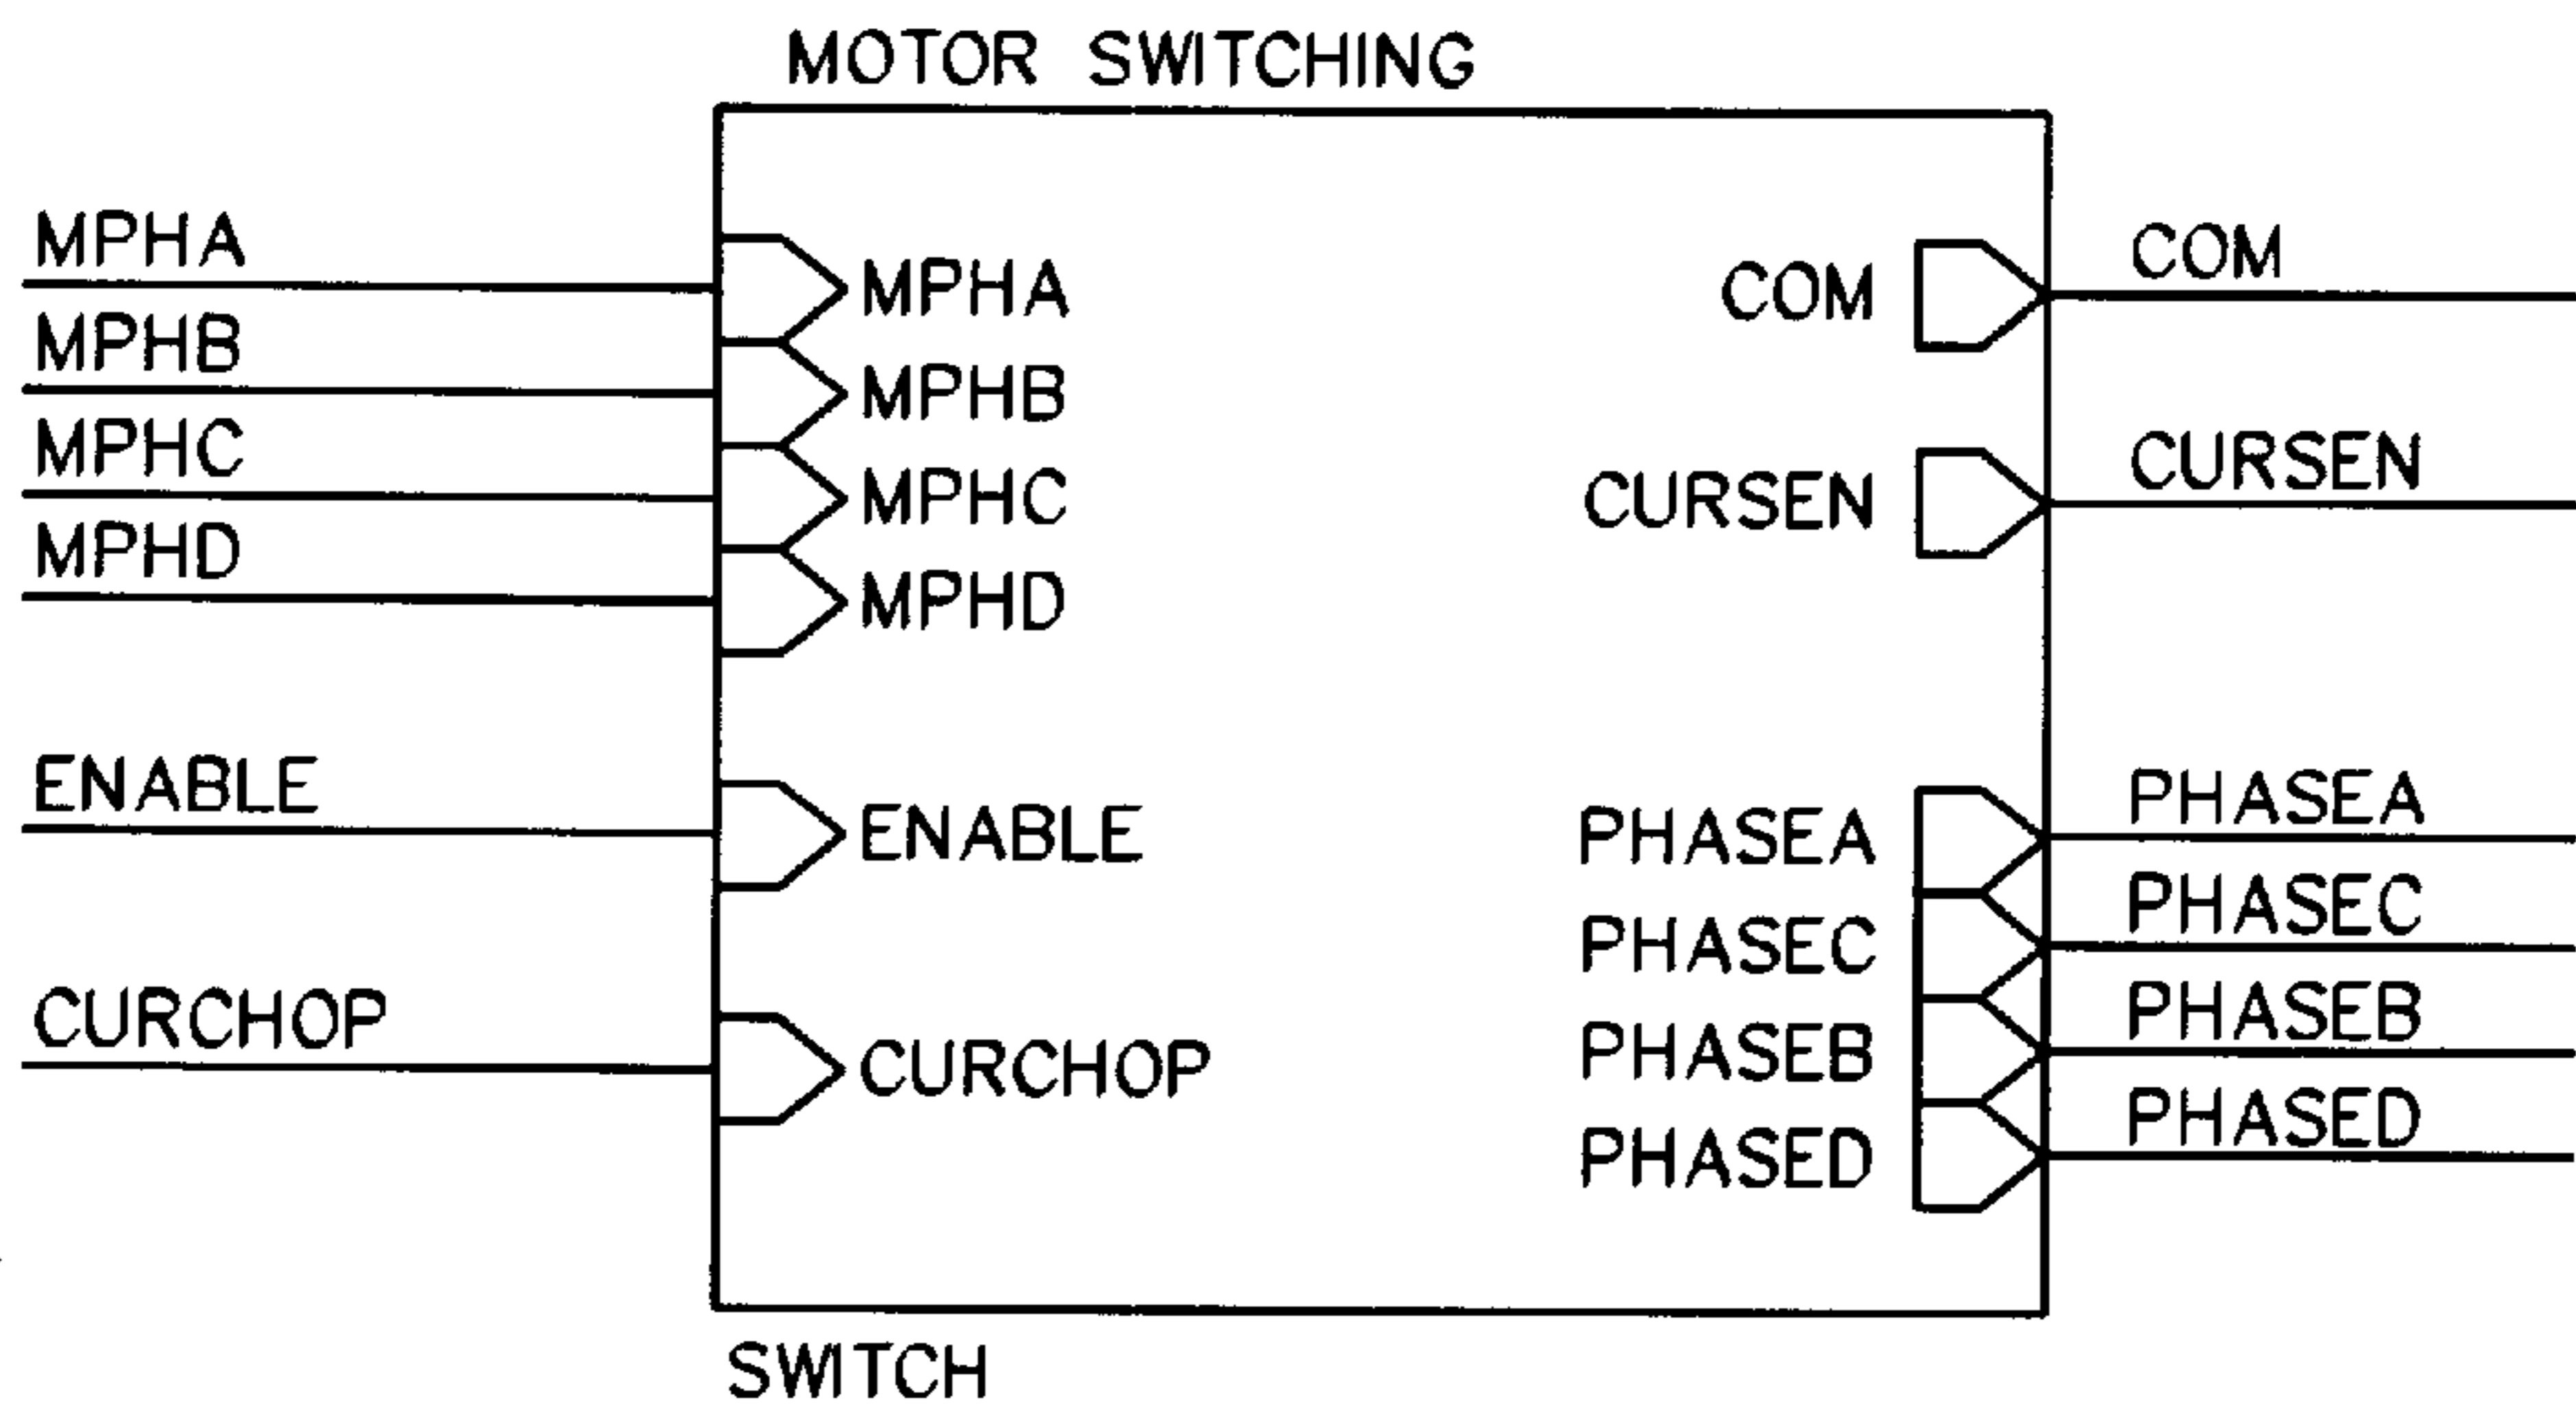 MOTOR SWITCHING
MPHA
MPHB
MPHC
MPHD
ENABLE
CURCHOP
MPHA
MPHB
MPHC
MPHD
ENABLE
CURCHOP
COM
CURSEN
PHASEA
PHASEC
PHASEB
PHASED
COM
CURSEN
PHASEA
PHASEC
PHASEB
PHASED
SWITCH